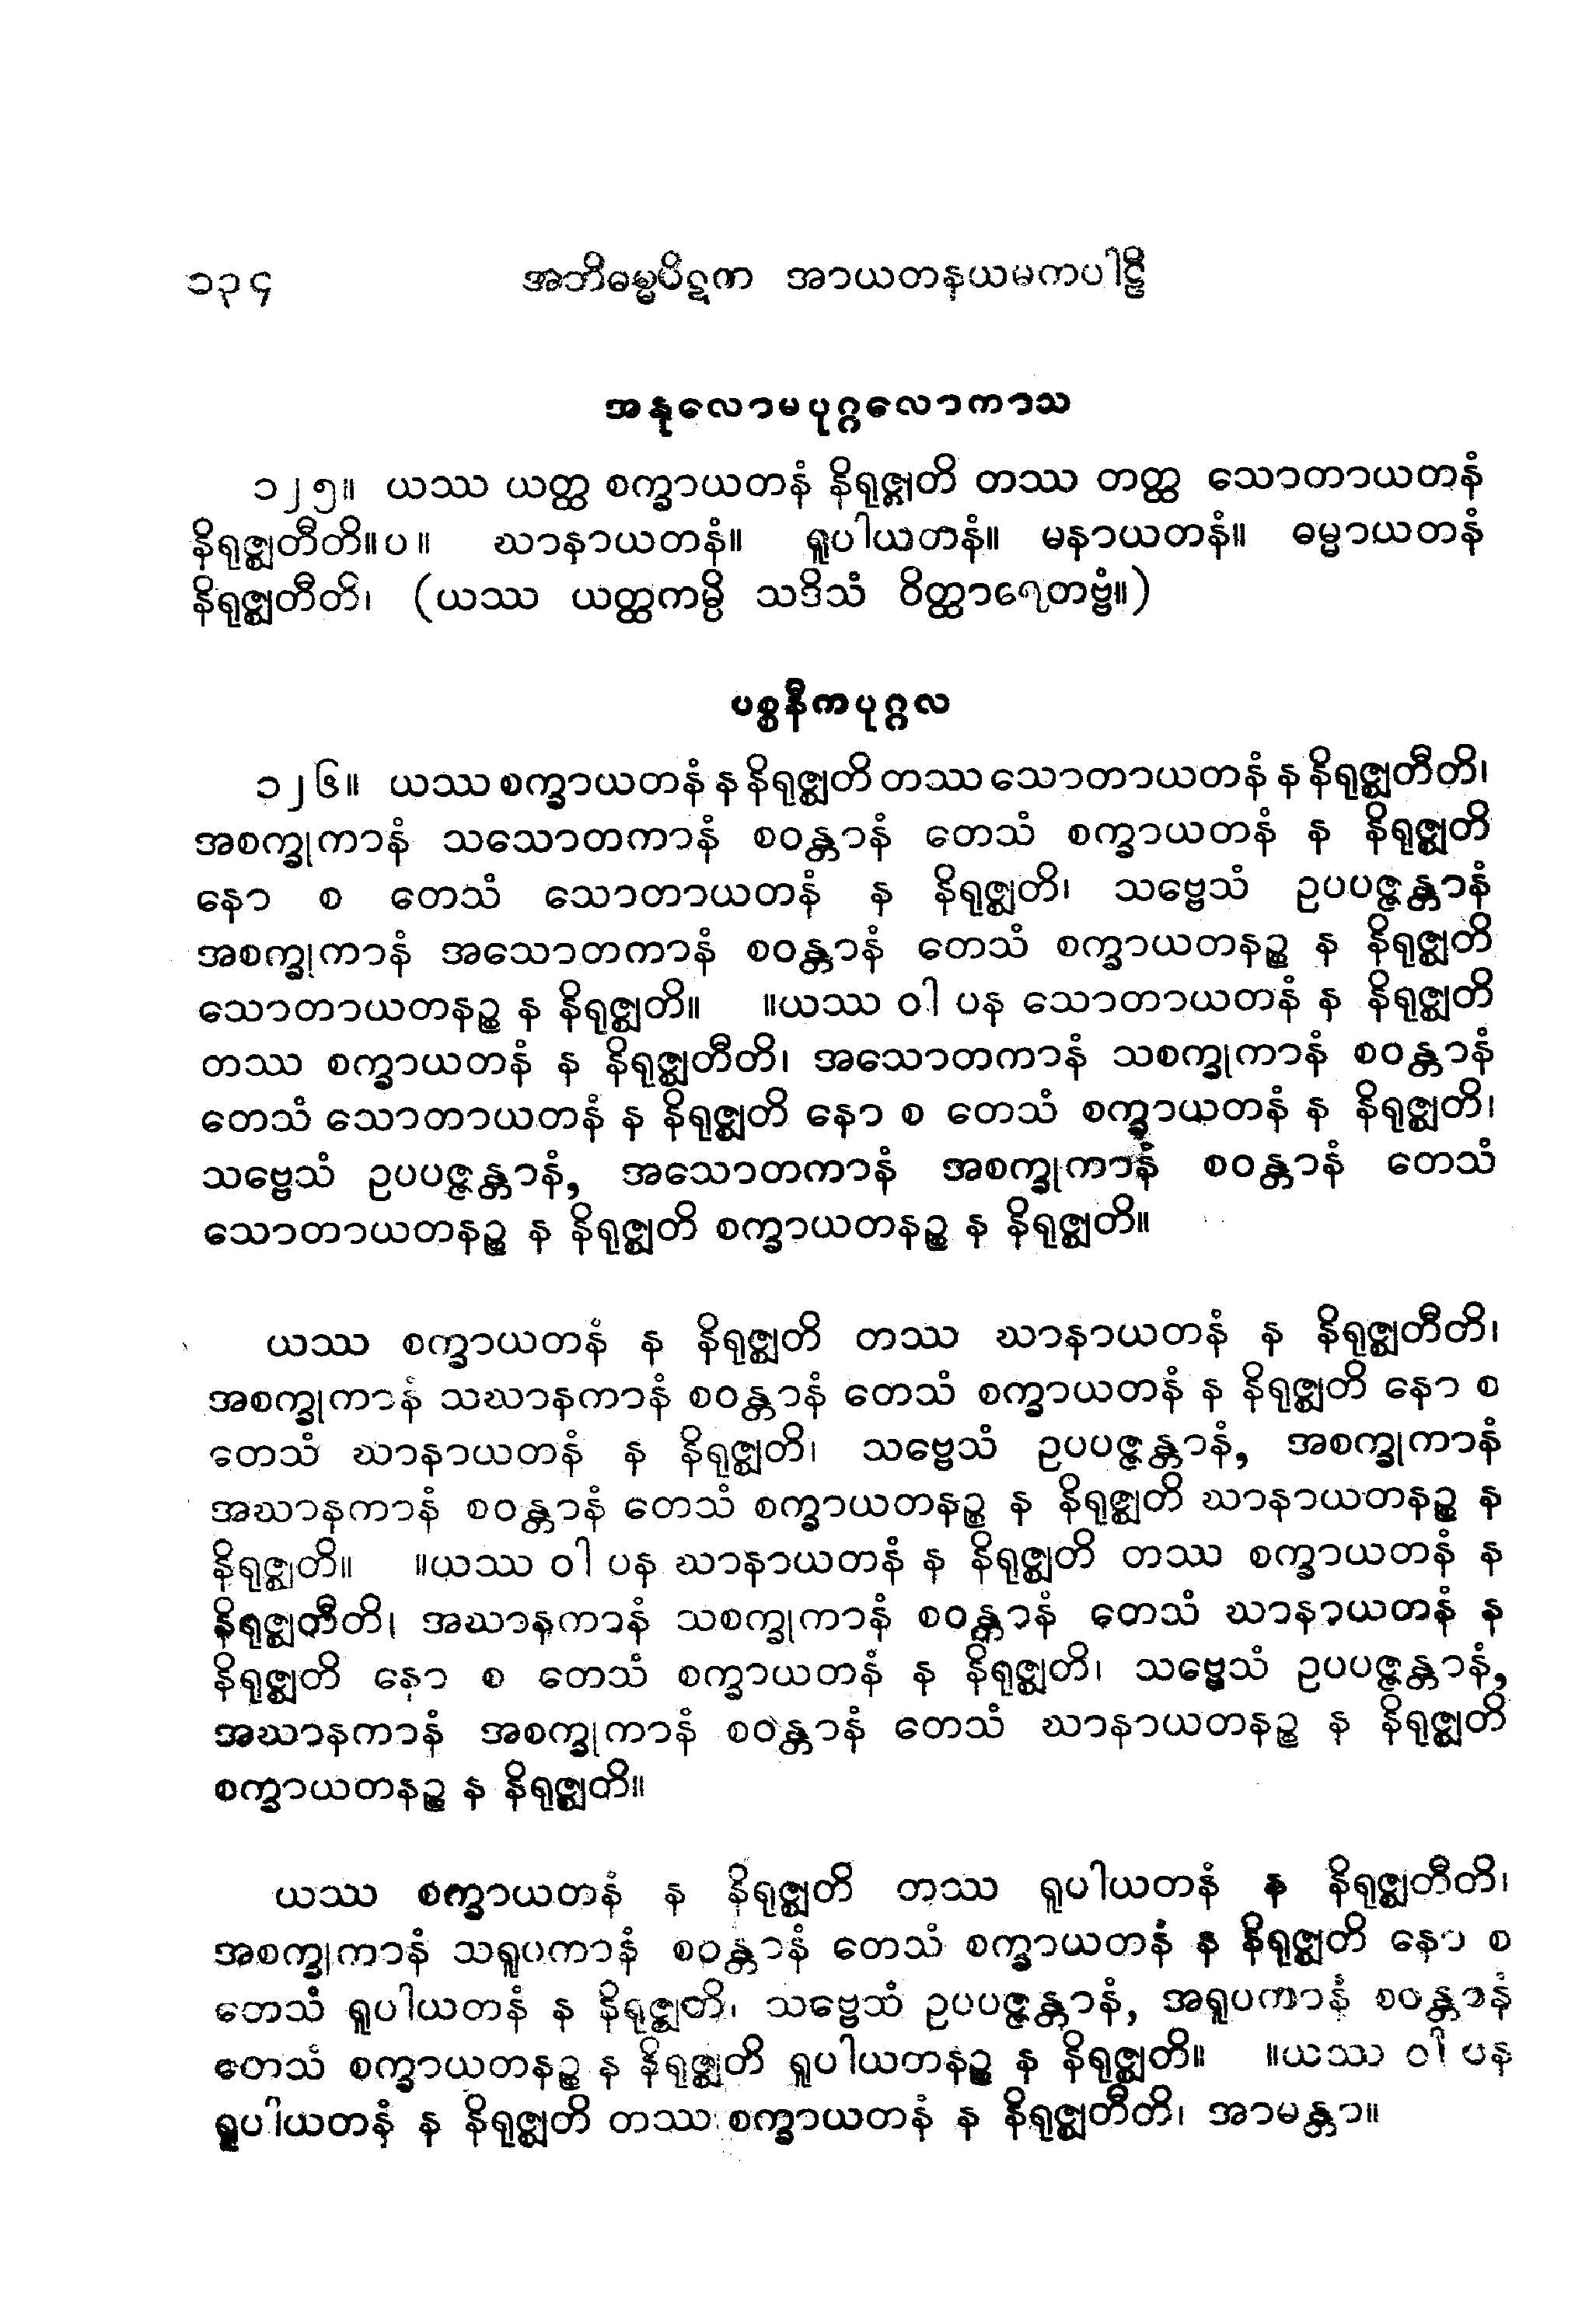 ၁၃၄ အဘိဓမ္မပိဋက အာယတနယမကပါဠိ
အနုလောမပုဂ္ဂလောကာသ
၁၂၅။ ယဿ ယတ္ထ စက္ခာယတနံ နိရုဇ္ဈတိ တဿ တတ္ထ သောတာယတနံ
နိရုဇ္ဈတီတိ။ပ။ ဃာနာယတနံ။ ရူပါယတနံ။ မနာယတနံ။ ဓမ္မာယတနံ
နိရုဇ္ဈတီတိ၊ (ယဿ ယတ္ထကမ္ပိ သဒိသံ ဝိတ္ထာရေတဗ္ဗံ။)
ပစ္စနီကပုဂ္ဂလ
၁၂၆။ ယဿ စက္ခာယတနံ န နိရုဇ္ဈတိ တဿ သောတာယတနံ န နိရုဇ္ဈတီတိ၊
အစက္ခုကာနံ သသောတကာနံ စဝန္တာနံ တေသံ စက္ခာယတနံ န နိရုဇ္ဈတိ
နော စ တေသံ သောတာယတနံ န နိရုဇ္ဈတိ၊ သဗ္ဗေသံ ဥပပဇ္ဇန္တာနံ
အစက္ခုကာနံ အသောတကာနံ စဝန္တာနံ တေသံ စက္ခာယတနဉ္စ န နိရုဇ္ဈတိ
သောတာယတနဉ္စ န နိရုဇ္ဈတိ။ ။ယဿ ဝါ ပန သောတာယတနံ န နိရုဇ္ဈတိ
တဿ စက္ခာယတနံ န နိရုဇ္ဈတီတိ၊ အသောတကာနံ သစက္ခုကာနံ စဝန္တာနံ
တေသံ သောတာယတနံ န နိရုဇ္ဈတိ နော စ တေသံ စက္ခာယတနံ န နိရုဇ္ဈတိ၊
သဗ္ဗေသံ ဥပပဇ္ဇန္တာနံ, အသောတကာနံ အစက္ခုကာနံ စဝန္တာနံ တေသံ
သောတာယတနဉ္စ န နိရုဇ္ဈတိ စက္ခာယတနဉ္စ န နိရုဇ္ဈတိ။
ယဿ စက္ခာယတနံ န နိရုဇ္ဈတိ တဿ ဃာနာယတနံ န နိရုဇ္ဈတီတိ၊
အစက္ခုကာနံ သဃာနကာနံ စဝန္တာနံ တေသံ စက္ခာယတနံ န နိရုဇ္ဈတိ နော စ
တေသံ ဃာနာယတနံ န နိရုဇ္ဈတိ၊ သဗ္ဗေသံ ဥပပဇ္ဇန္တာနံ, အစက္ခုကာနံ
အဃာနကာနံ စဝန္တာနံ တေသံ စက္ခာယတနဉ္စ န နိရုဇ္ဈတိ ဃာနာယတနဉ္စ န
နိရုဇ္ဈတိ။ ။ယဿ ဝါ ပန ဃာနာယတနံ န နိရုဇ္ဈတိ တဿ စက္ခာယတနံ န
နိရုဇ္ဈတီတိ၊ အဃာနကာနံ သစက္ခုကာနံ စဝန္တာနံ တေသံ ဃာနာယတနံ န
နိရုဇ္ဈတိ နော စ တေသံ စက္ခာယတနံ န နိရုဇ္ဈတိ၊ သဗ္ဗေသံ ဥပပဇ္ဇန္တာနံ,
အဃာနကာနံ အစက္ခုကာနံ စဝန္တာနံ တေသံ ဃာနာယတနဉ္စ န နိရုဇ္ဈတိ
စက္ခာယတနဉ္စ န နိရုဇ္ဈတိ။
ယဿ စက္ခာယတနံ န နိရုဇ္ဈတိ တဿ ရူပါယတနံ န နိရုဇ္ဈတီတိ၊
အစက္ခုကာနံ သရူပကာနံ စဝန္တာနံ တေသံ စက္ခာယတနံ န နိရုဇ္ဈတိ နော စ
တေသံ ရူပါယတနံ န နိရုဇ္ဈတိ၊ သဗ္ဗေသံ ဥပပဇ္ဇန္တာနံ, အရူပကာနံ စဝန္တာနံ
တေသံ စက္ခာယတနဉ္စ န နိရုဇ္ဈတိ ရူပါယတနဉ္စ န နိရုဇ္ဈတိ။ ။ယဿ ဝါ ပန
ရူပါယတနံ န နိရုဇ္ဈတိ တဿ စက္ခာယတနံ န နိရုဇ္ဈတီတိ၊ အာမန္တာ။